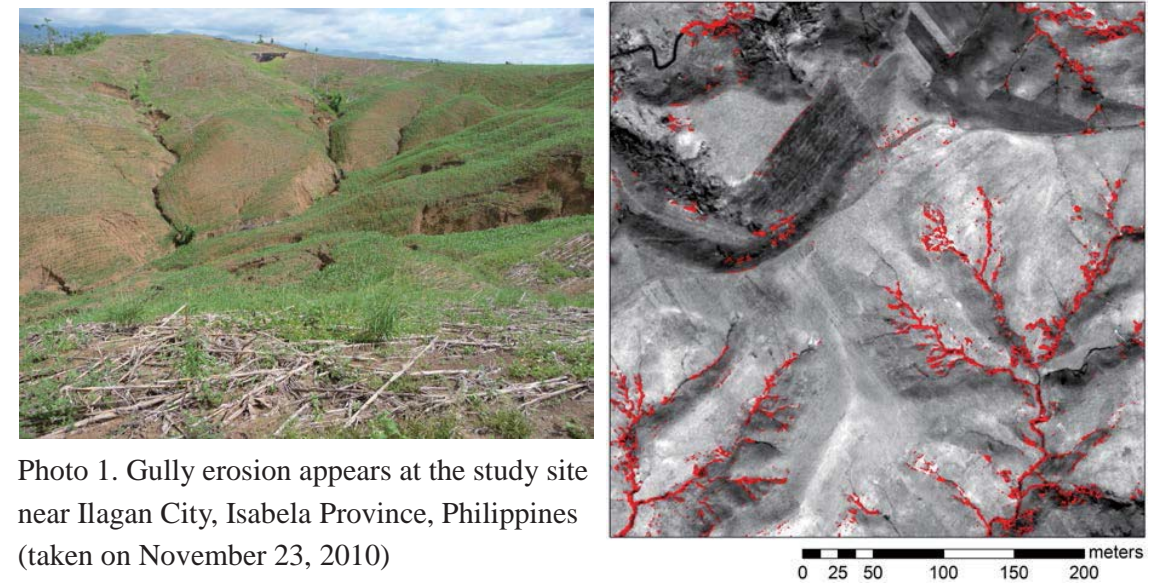 Photo 1. Gully erosion appears at the study site
near Ilagan City, Isabela Province, Philippines
(taken on November 23, 2010)
meters
0 25 50 100 150 200